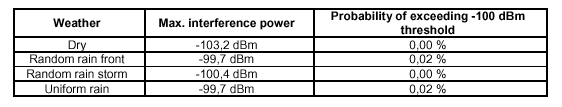 Weather Max. interference power Probability of exceeding -100 dBm
threshold
Dry -103,2 dBm 0,00 %
Random rain front -99,7 dBm 0,02 %
Random rain storm -100,4 dBm 0,00 %
Uniform rain -99,7 dBm 0,02 %